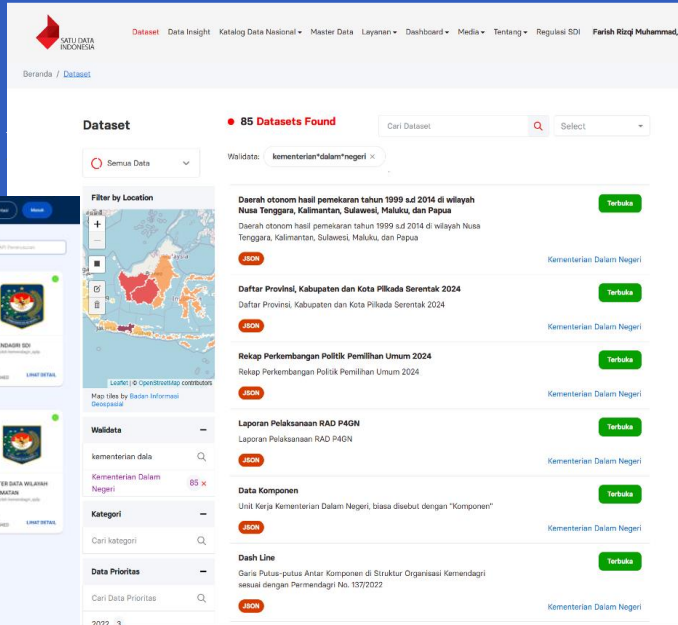 SATU DATA
INDONESIA
Dataset Data Insight Katalog Data Nasional Master Data Layanan Dashboard Media Tentang Regulasi SDI Farish Rizqi Muhammad,
Beranda / Dataset
Dataset
85 Datasets Found
Cari Dataset
Select
Semua Data
Walidata: kementerian*dalam*negeri ×
Filter by Location
+
−
Leaflet | © OpenStreetMap contributors
Map tiles by Badan Informasi
Geospasial
Walidata −
kementerian dala
Kementerian Dalam
Negeri
85 ×
Kategori −
Cari kategori
Data Prioritas −
Cari Data Prioritas
2022 3
Daerah otonom hasil pemekaran tahun 1999 s.d 2014 di wilayah
Nusa Tenggara, Kalimantan, Sulawesi, Maluku, dan Papua
Terbuka
Daerah otonom hasil pemekaran tahun 1999 s.d 2014 di wilayah Nusa
Tenggara, Kalimantan, Sulawesi, Maluku, dan Papua
JSON
Kementerian Dalam Negeri
Daftar Provinsi, Kabupaten dan Kota Pilkada Serentak 2024
Terbuka
Daftar Provinsi, Kabupaten dan Kota Pilkada Serentak 2024
JSON
Kementerian Dalam Negeri
Rekap Perkembangan Politik Pemilihan Umum 2024
Terbuka
Rekap Perkembangan Politik Pemilihan Umum 2024
JSON
Kementerian Dalam Negeri
Laporan Pelaksanaan RAD P4GN
Terbuka
Laporan Pelaksanaan RAD P4GN
JSON
Kementerian Dalam Negeri
Data Komponen
Terbuka
Unit Kerja Kementerian Dalam Negeri, biasa disebut dengan "Komponen"
JSON
Kementerian Dalam Negeri
Dash Line
Terbuka
Garis Putus-putus Antar Komponen di Struktur Organisasi Kemendagri
sesuai dengan Permendagri No. 137/2022
JSON
Kementerian Dalam Negeri
Masuk
NDAGRI SDI
LIHAT DETAIL
TER DATA WILAYAH
MATAN
LIHAT DETAIL